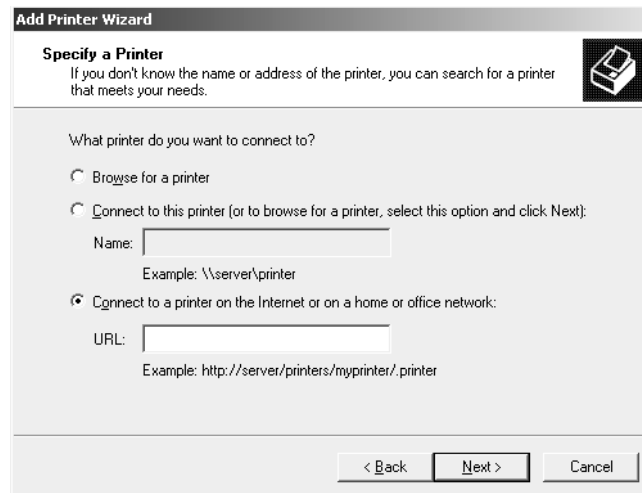 Add Printer Wizard
Specify a Printer
If you don't know the name or address of the printer, you can search for a printer
that meets your needs.
What printer do you want to connect to?
Browse for a printer
Connect to this printer (or to browse for a printer, select this option and click Next):
Name:
Example: \\server\printer
Connect to a printer on the Internet or on a home or office network:
URL:
Example: http://server/printers/myprinter/.printer
< Back Next > Cancel